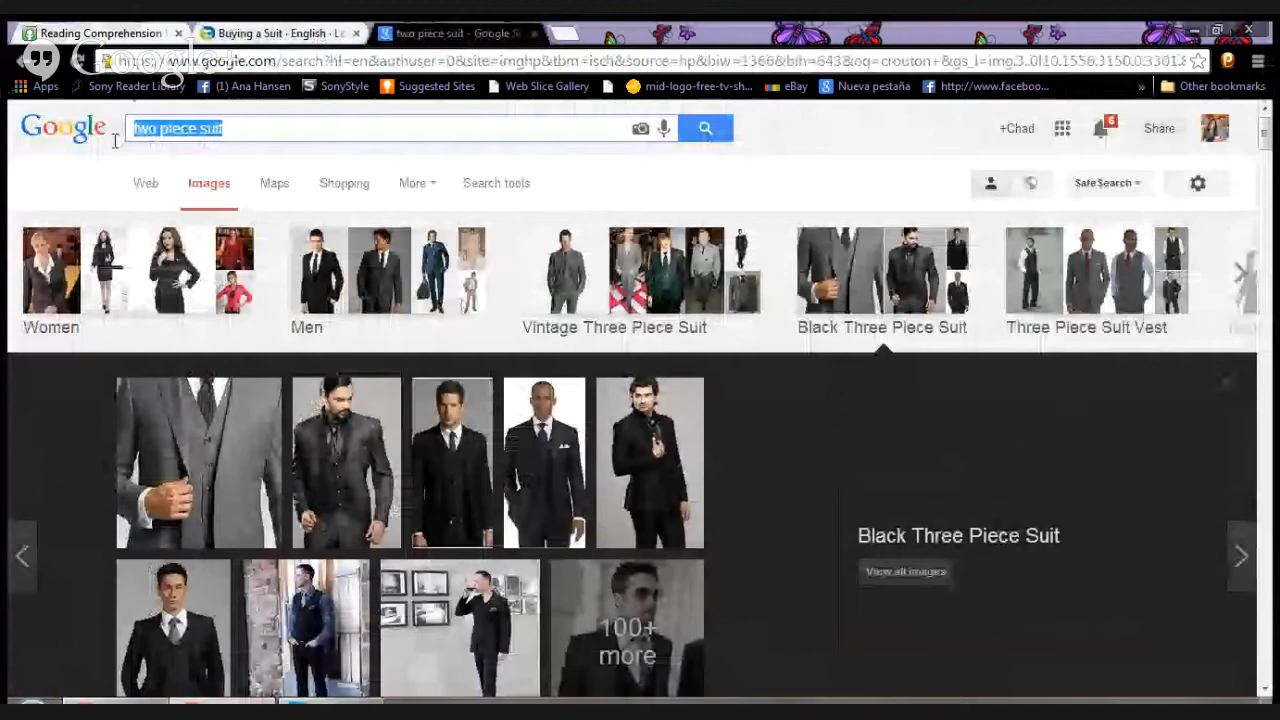 Reading Comprehension
Buying a Suit - English - Le
two piece suit - Google S
Google+
https://www.google.com/search?hl=en&authuser=0&site=imghp&tbm=isch&source=hp&biw=1366&bih=643&oq=crouton+&gs_l=img.3.0l10.1556.3150.0.3301.8
Apps
Sony Reader Library
(1) Ana Hansen
SonyStyle
Suggested Sites
Web Slice Gallery
mid-logo-free-tv-sh...
eBay
Nueva pestaña
http://www.faceboo...
»
Other bookmarks
Google
two piece suit
+Chad
6
Share
Web
Images
Maps
Shopping
More
Search tools
SafeSearch
Women
Men
Vintage Three Piece Suit
Black Three Piece Suit
Three Piece Suit Vest
Black Three Piece Suit
View all images
100+
more